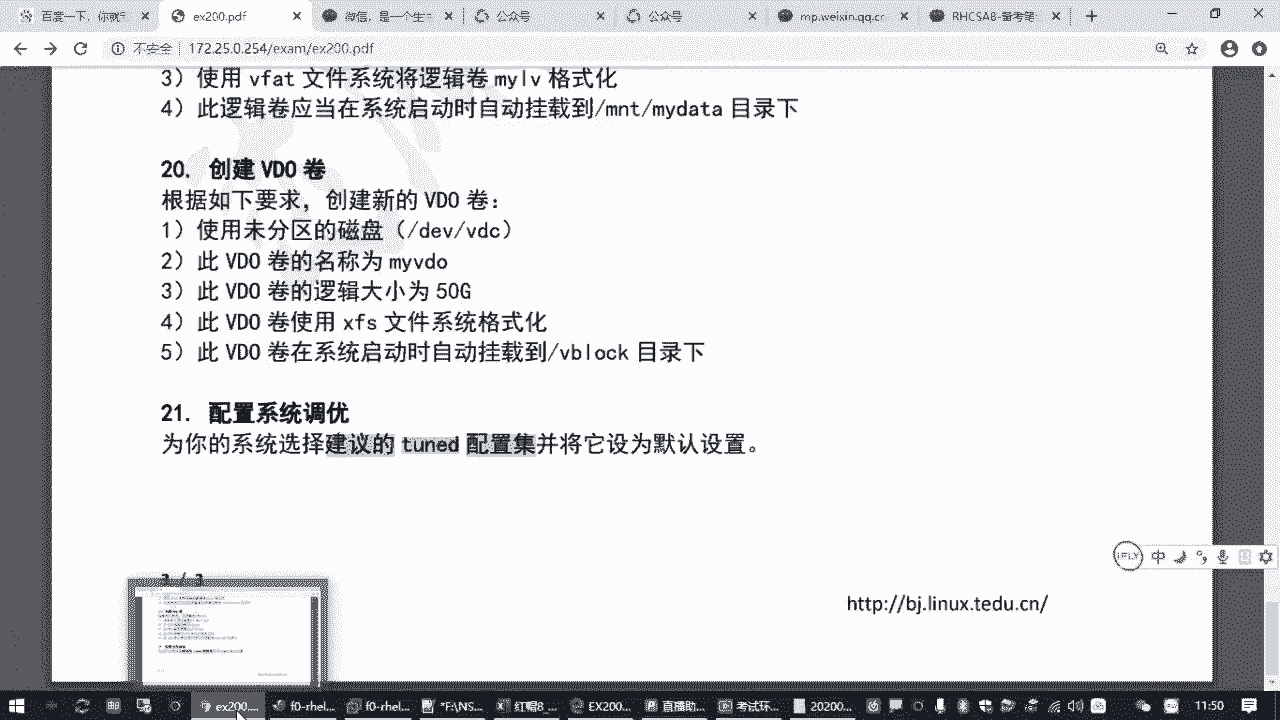 百度一下，你就
ex200.pdf
微信，是一个生
公众号
公众号
mp.weixin.qq.cr
RHCSA8-备考笔
不安全
172.25.0.254/exam/ex200.pdf
3）使用 vfat 文件系统将逻辑卷 mylv 格式化
4）此逻辑卷应当在系统启动时自动挂载到/mnt/mydata 目录下
20. 创建 VDO 卷
根据如下要求，创建新的 VDO 卷：
1）使用未分区的磁盘（/dev/vdc）
2）此 VDO 卷的名称为 myvdo
3）此 VDO 卷的逻辑大小为 50G
4）此 VDO 卷使用 xfs 文件系统格式化
5）此 VDO 卷在系统启动时自动挂载到/vblock 目录下
21. 配置系统调优
为你的系统选择建议的 tuned 配置集并将它设为默认设置。
iFLY 中
3 / 3
http://bj.linux.tedu.cn/
ex200....
f0-rhel...
f0-rhel...
*F:\NS...
红帽8_...
EX200...
直播助...
考试环...
20200...
11:50